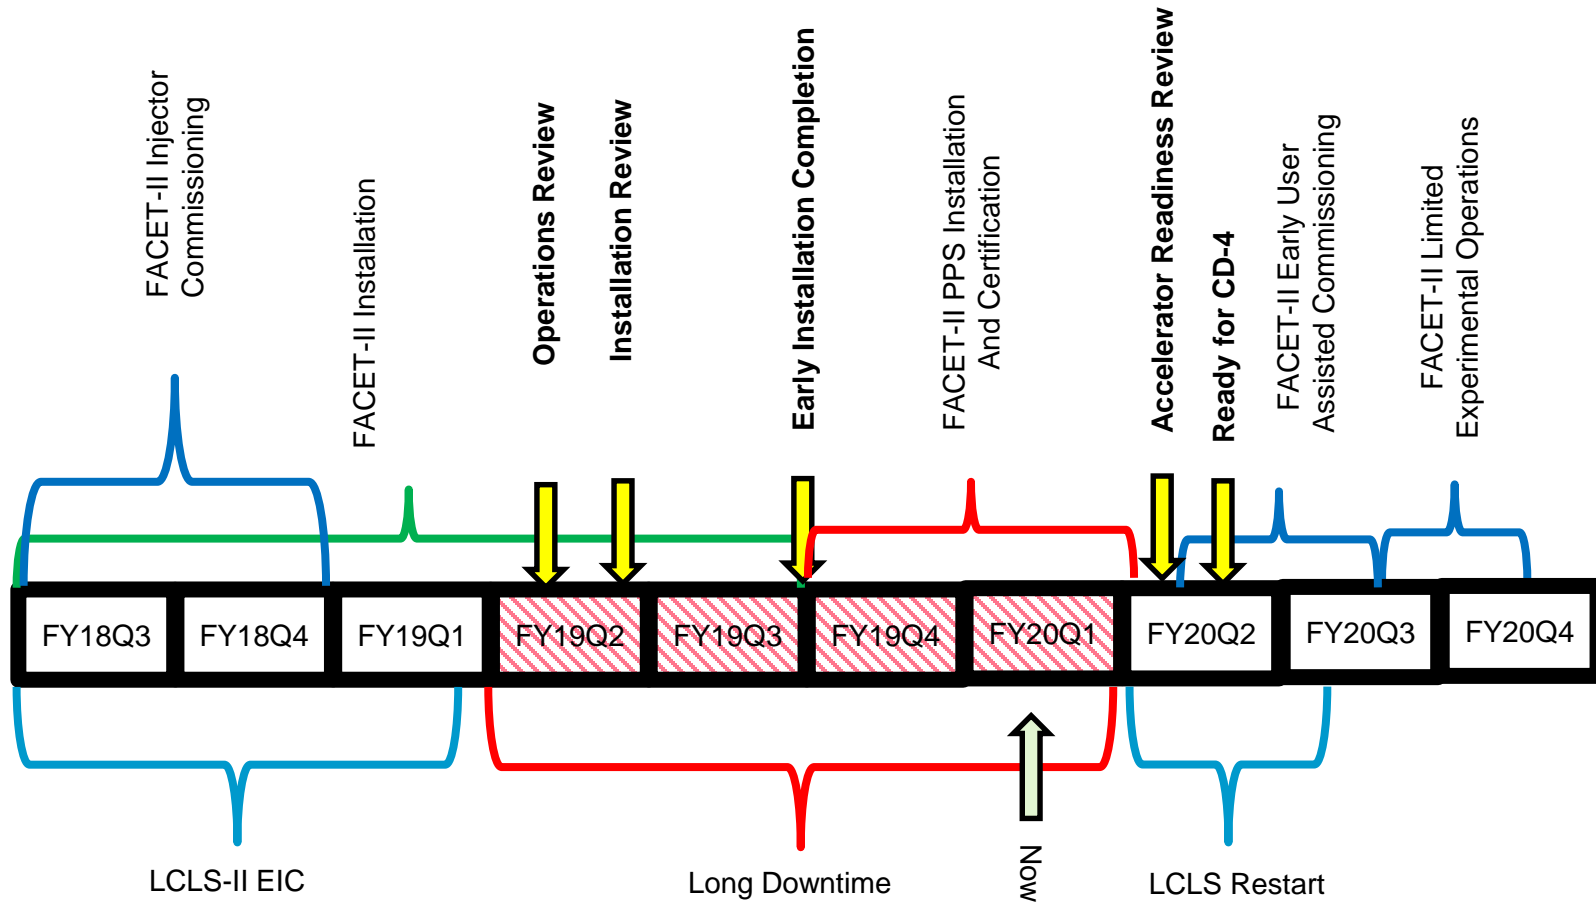 FACET-II Injector
Commissioning
FACET-II Installation
Operations Review
Installation Review
Early Installation Completion
FACET-II PPS Installation
And Certification
Accelerator Readiness Review
Ready for CD-4
FACET-II Early User
Assisted Commissioning
FACET-II Limited
Experimental Operations
FY18Q3
FY18Q4
FY19Q1
FY19Q2
FY19Q3
FY19Q4
FY20Q1
FY20Q2
FY20Q3
FY20Q4
LCLS-II EIC
Long Downtime
Now
LCLS Restart